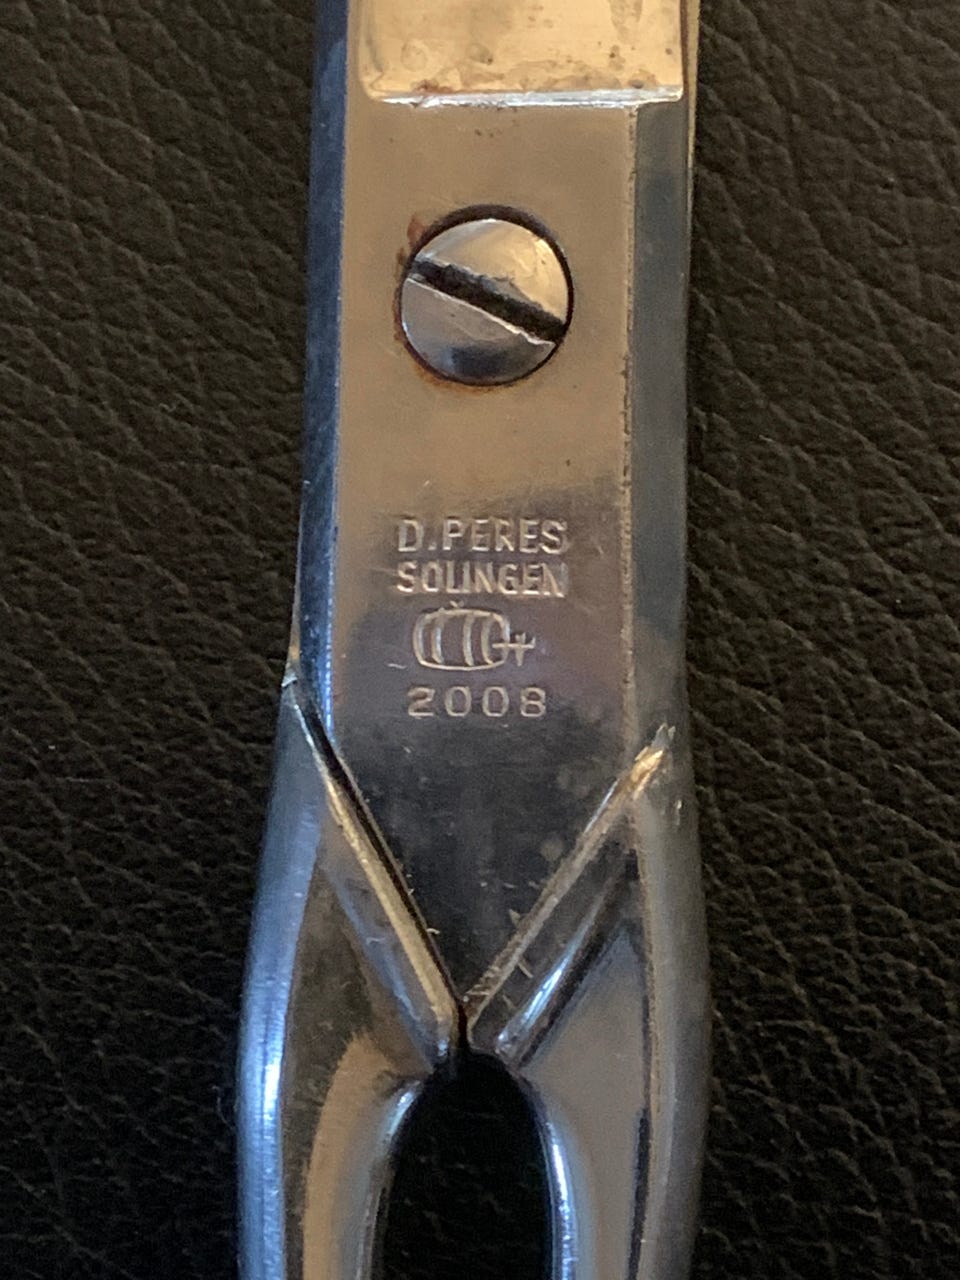 D.PERES
SOLINGEN
2008